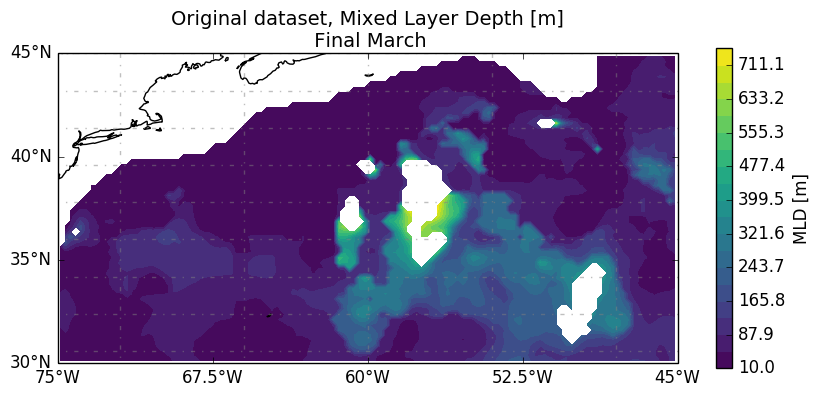 Original dataset, Mixed Layer Depth [m]
Final March
45°N
40°N
35°N
30°N
75°W
67.5°W
60°W
52.5°W
45°W
711.1
633.2
555.3
477.4
399.5
321.6
243.7
165.8
87.9
10.0
MLD [m]